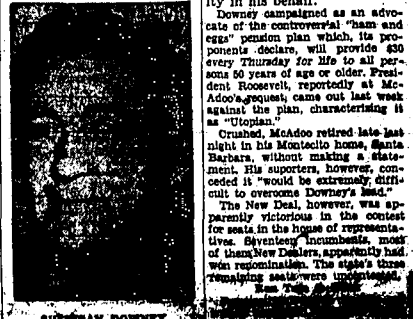 ity in his behalf.
Downey campaigned as an advo-
cate of the controversial "ham and
eggs" pension plan which, its pro-
ponents declare, will provide $30
every Thursday for life to all per-
sons 50 years of age or older. Presi-
dent Roosevelt, reportedly at Mc-
Adoo's request, came out last week
against the plan, characterizing it
as "Utopian."
Crushed, McAdoo retired late last
night in his Montecito home, Santa
Barbara, without making a state-
ment. His suporters, however, con-
ceded it "would be extremely diffi-
cult to overcome Downey's lead."
The New Deal, however, was ap-
parently victorious in the contest
for seats in the house of representa-
tives. Seventeen incumbents, most
of them New Dealers, apparently had
won renomination. The state's three
remaining seats were uncontested.
DOWNEY